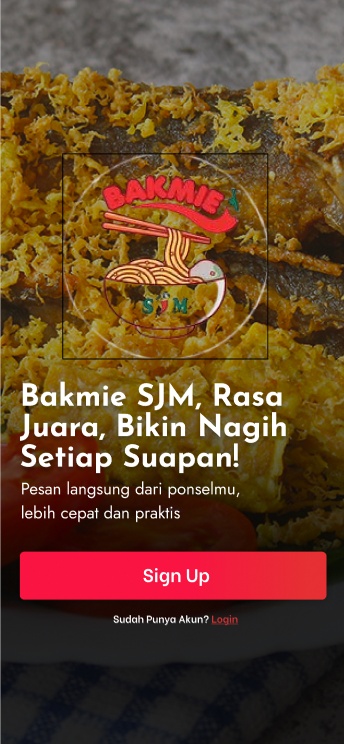 BAKMIE
SJM
Bakmie SJM, Rasa
Juara, Bikin Nagih
Setiap Suapan!
Pesan langsung dari ponselmu,
lebih cepat dan praktis
Sign Up
Sudah Punya Akun? Login